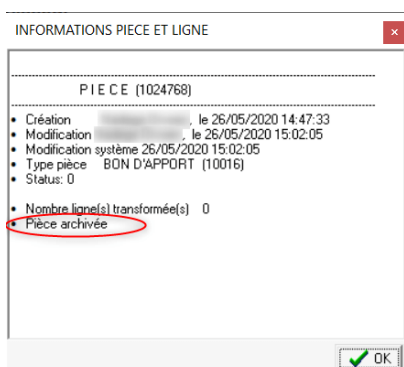 INFORMATIONS PIECE ET LIGNE
x
P I E C E (1024768)
• Création , le 26/05/2020 14:47:33
• Modification , le 26/05/2020 15:02:05
• Modification système 26/05/2020 15:02:05
• Type pièce BON D'APPORT (10016)
• Status: 0
• Nombre ligne(s) transformée(s) 0
• Pièce archivée
OK